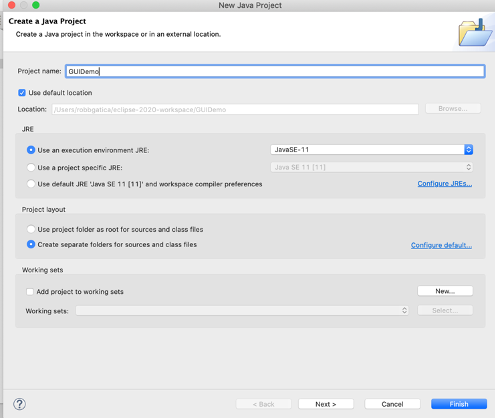 New Java Project
Create a Java Project
Create a Java project in the workspace or in an external location.
Project name: GUIDemo
Use default location
Location: /Users/robbgatica/eclipse-2020-workspace/GUIDemo Browse...
JRE
Use an execution environment JRE: JavaSE-11
Use a project specific JRE: Java SE 11 [11]
Use default JRE 'Java SE 11 [11]' and workspace compiler preferences Configure JREs...
Project layout
Use project folder as root for sources and class files
Create separate folders for sources and class files Configure default...
Working sets
Add project to working sets New...
Working sets: Select...
? < Back Next > Cancel Finish